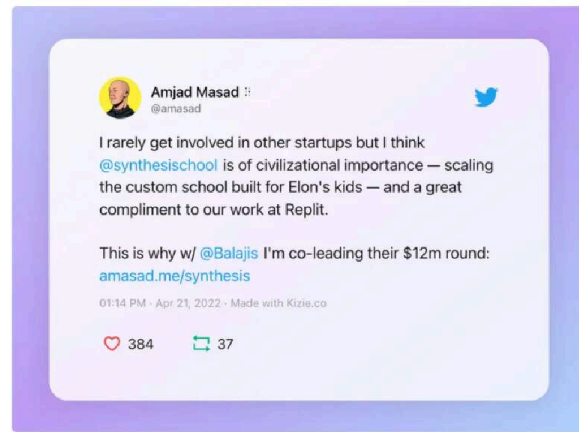 Amjad Masad
@amasad
I rarely get involved in other startups but I think
@synthesischool is of civilizational importance — scaling
the custom school built for Elon's kids — and a great
compliment to our work at Replit.
This is why w/ @Balajis I'm co-leading their $12m round:
amasad.me/synthesis
01:14 PM · Apr 21, 2022 · Made with Kizie.co
384 37